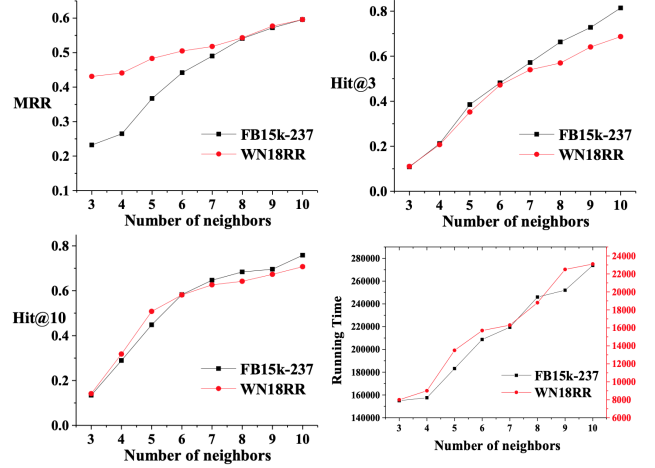 0.6
0.5
0.4
0.3
0.2
0.1
MRR
FB15k-237
WN18RR
3 4 5 6 7 8 9 10
Number of neighbors
0.8
0.6
0.4
0.2
0.0
Hit@3
FB15k-237
WN18RR
3 4 5 6 7 8 9 10
Number of neighbors
0.8
0.6
0.4
0.2
0.0
Hit@10
FB15k-237
WN18RR
3 4 5 6 7 8 9 10
Number of neighbors
280000
260000
240000
220000
200000
180000
160000
140000
Running Time
24000
22000
20000
18000
16000
14000
12000
10000
8000
6000
FB15k-237
WN18RR
3 4 5 6 7 8 9 10
Number of neighbors